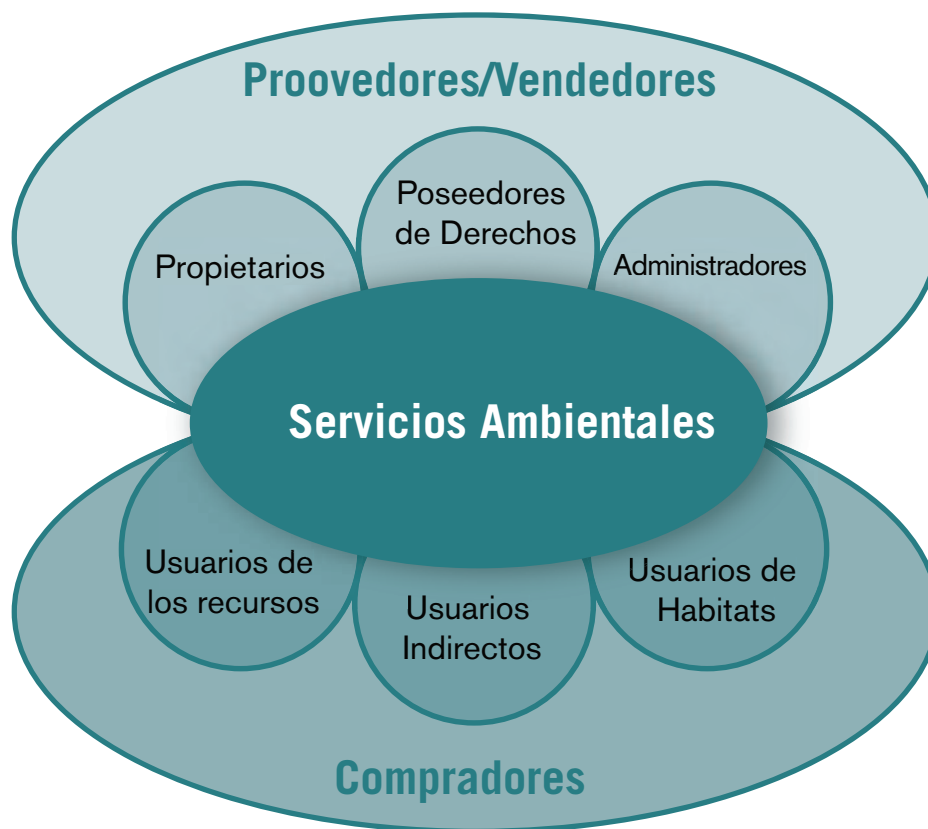 Proovedores/Vendedores
Poseedores
de Derechos
Propietarios
Administradores
Servicios Ambientales
Usuarios de
los recursos
Usuarios
Indirectos
Usuarios de
Habitats
Compradores